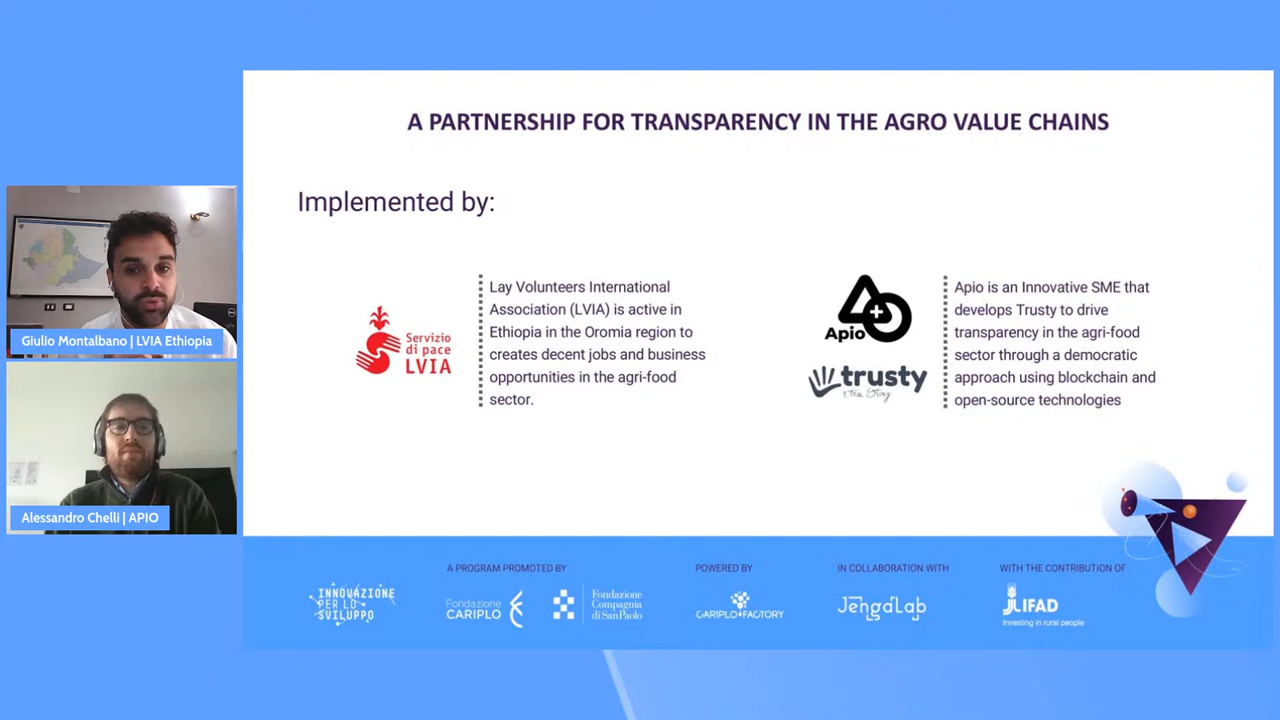 A PARTNERSHIP FOR TRANSPARENCY IN THE AGRO VALUE CHAINS
Implemented by:
Servizio
di pace
LVIA
Lay Volunteers International
Association (LVIA) is active in
Ethiopia in the Oromia region to
creates decent jobs and business
opportunities in the agri-food
sector.
Apio
trusty
Apio is an Innovative SME that
develops Trusty to drive
transparency in the agri-food
sector through a democratic
approach using blockchain and
open-source technologies
Giulio Montalbano | LVIA Ethiopia
Alessandro Chelli | APIO
INNOVAZIONE
PER LO
SVILUPPO
A PROGRAM PROMOTED BY
Fondazione
CARIPLO
Fondazione
Compagnia
di SanPaolo
POWERED BY
CARIPLO FACTORY
IN COLLABORATION WITH
JengaLab
WITH THE CONTRIBUTION OF
JLIFAD
Investing in rural people